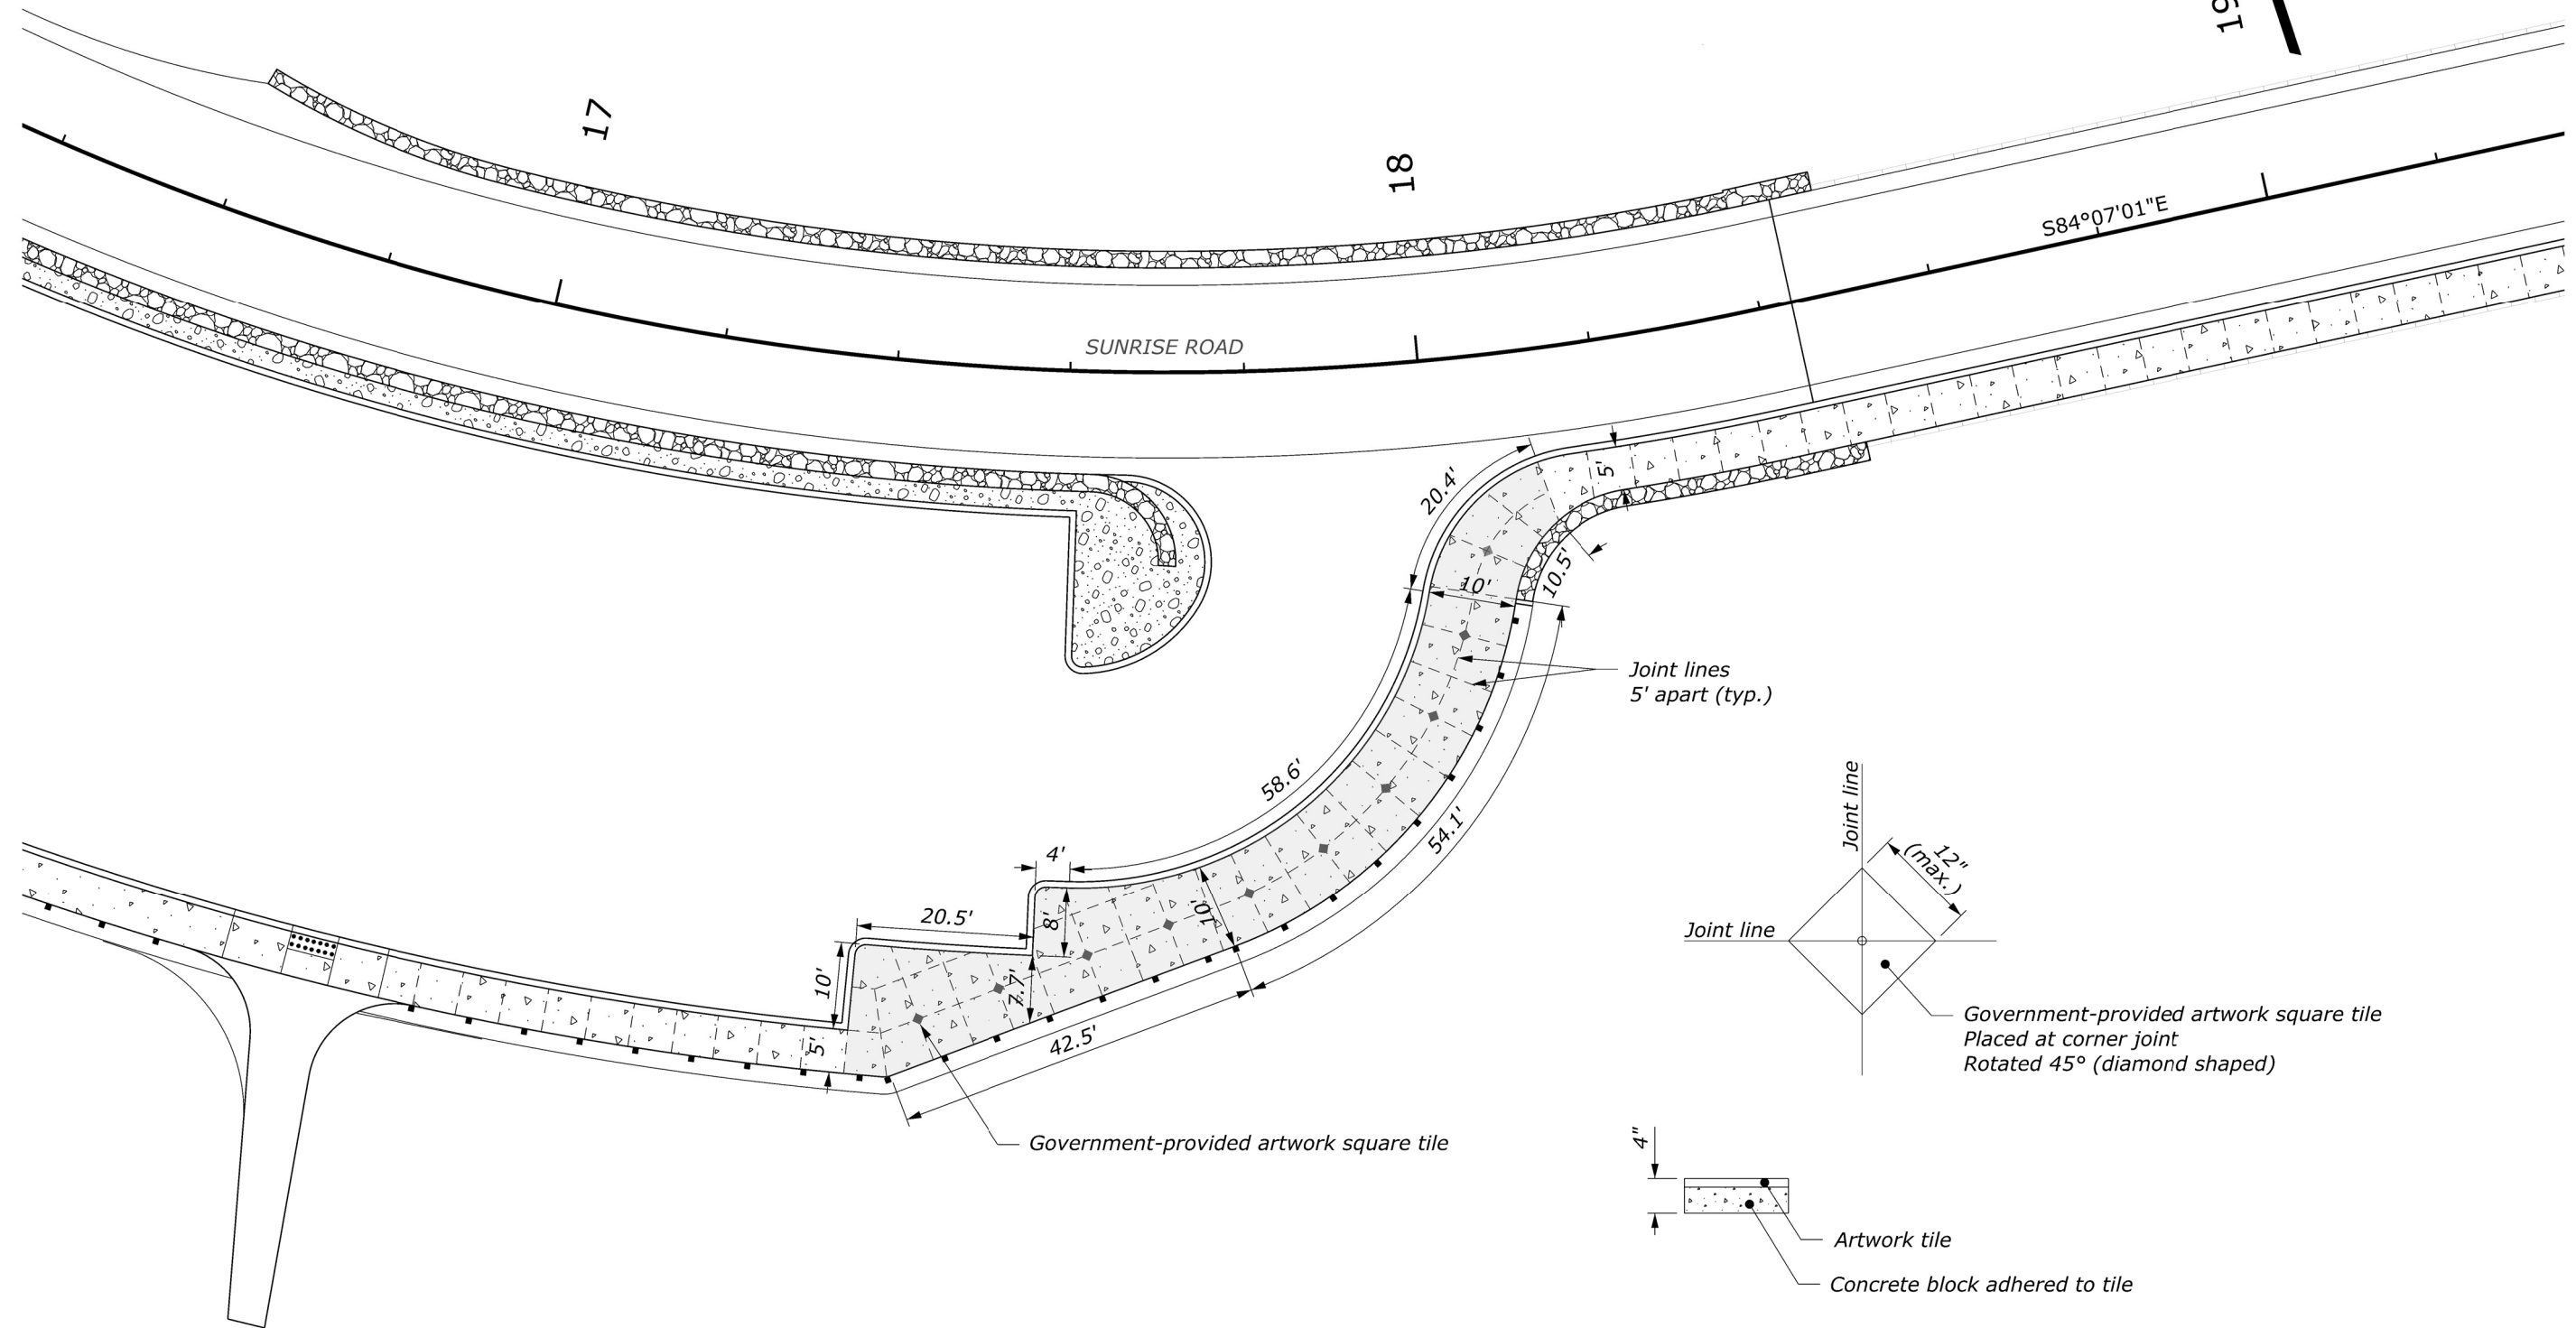 19
17
18
S84°07'01"E
SUNRISE ROAD
20.4'
5'
10'
10.5'
Joint lines
5' apart (typ.)
58.6'
54.1'
4'
8'
10'
20.5'
10'
7.7'
5'
42.5'
Government-provided artwork square tile
Joint line
12"
(max.)
Joint line
Government-provided artwork square tile
Placed at corner joint
Rotated 45° (diamond shaped)
4"
Artwork tile
Concrete block adhered to tile